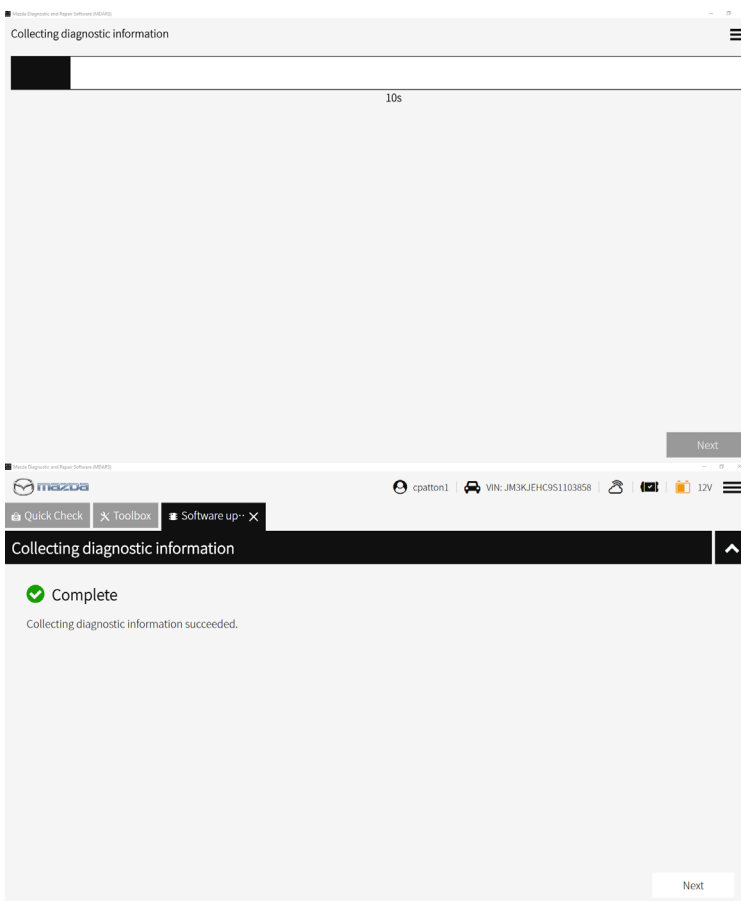 Mazda Diagnostic and Repair Software (MDARS)
Collecting diagnostic information
10s
Next
Mazda Diagnostic and Repair Software (MDARS)
mazda
cpatton1
VIN: JM3KJEHC9S1103858
12V
Quick Check
Toolbox
Software up··
Collecting diagnostic information
Complete
Collecting diagnostic information succeeded.
Next